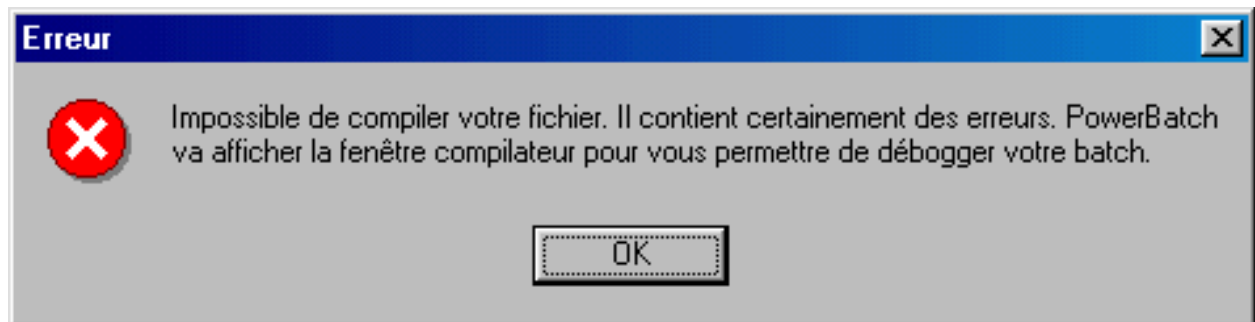 Erreur
Impossible de compiler votre fichier. Il contient certainement des erreurs. PowerBatch
va afficher la fenêtre compilateur pour vous permettre de débogger votre batch.
OK